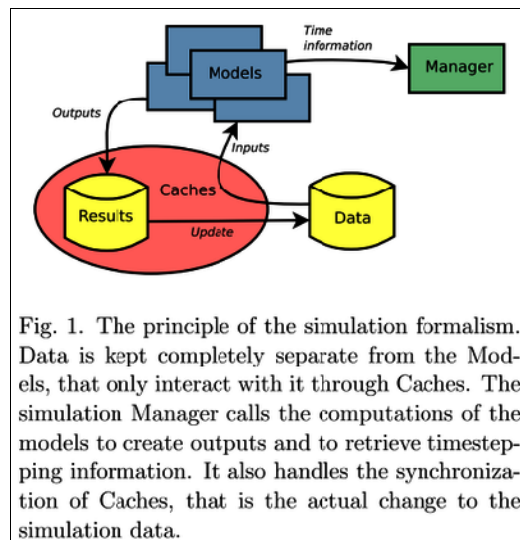 Time
information
Models
Manager
Outputs
Inputs
Caches
Results
Data
Update
Fig. 1. The principle of the simulation formalism.
Data is kept completely separate from the Mod-
els, that only interact with it through Caches. The
simulation Manager calls the computations of the
models to create outputs and to retrieve timestep-
ping information. It also handles the synchroniza-
tion of Caches, that is the actual change to the
simulation data.